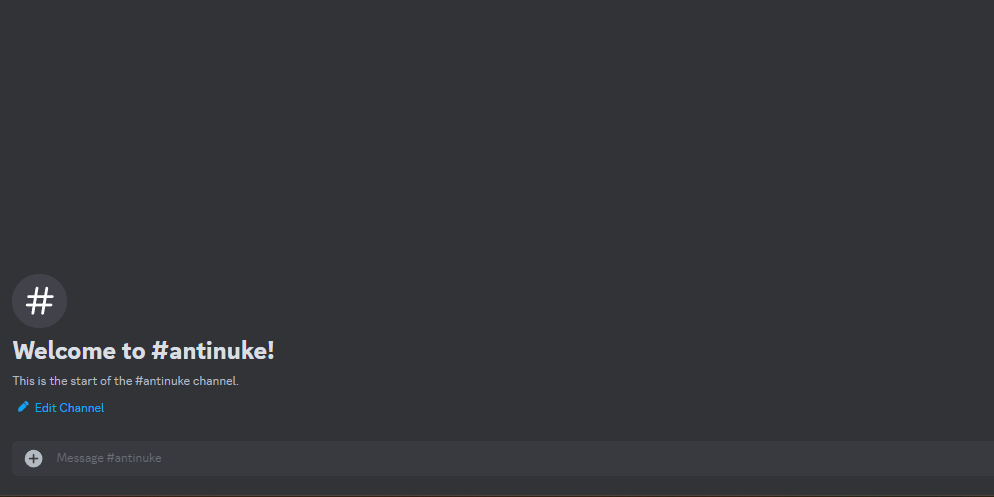 #
Welcome to #antinuke!
This is the start of the #antinuke channel.
Edit Channel
Message #antinuke